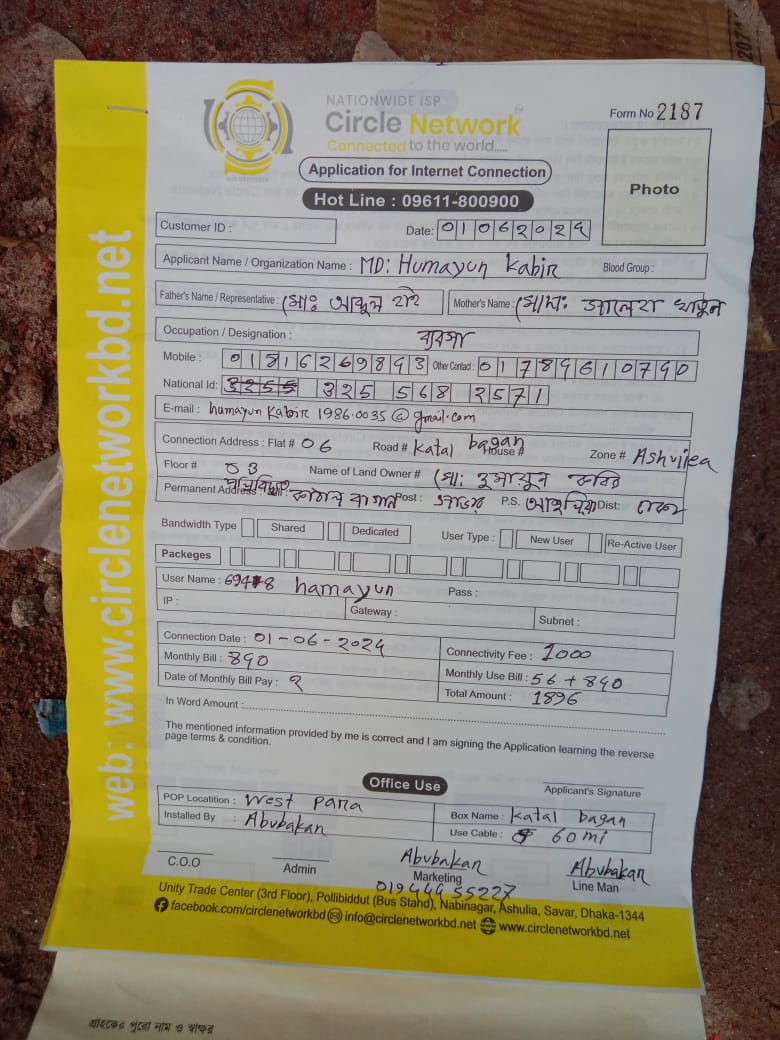 NATIONWIDE ISP
Circle Network
Connected to the world.....
Form No 2187
Application for Internet Connection
Photo
Hot Line : 09611-800900
Customer ID :
Date: 01062024
Applicant Name / Organization Name : MD: Humayun Kabir Blood Group :
Father's Name / Representative : মোঃ আব্দুল হাই Mother's Name : মোছাঃ সালেহা খাতুন
Occupation / Designation : ব্যবসা
Mobile : 01816269893 Other Contact : 01789610790
National Id: 325 568 2571
E-mail : humayun Kabir 1986.0035 @ gmail.com
Connection Address : Flat # 06 Road # Katal bagan House # Zone # Ashuliea
Floor # 03 Name of Land Owner # মোঃ হুমায়ুন কবির
Permanent Address : কাঠাল বাগান Post : সাভার P.S. Dist: ঢাকা
Bandwidth Type Shared Dedicated User Type : New User Re-Active User
Packeges
User Name : hamayun Pass :
IP : Gateway : Subnet :
Connection Date : 01-06-2024 Connectivity Fee : 1000
Monthly Bill : 840 Monthly Use Bill : 56 + 840
Date of Monthly Bill Pay : Total Amount : 1896
In Word Amount :
The mentioned information provided by me is correct and I am signing the Application learning the reverse
page terms & condition.
Office Use
Applicant's Signature
POP Locatition : West Para Box Name : Katal bagan
Installed By : Abubakan Use Cable : 60 mi
Abubakan Abubakan
C.O.O Admin Marketing Line Man
01944455227
Unity Trade Center (3rd Floor), Pollibiddut (Bus Stand), Nabinagar, Ashulia, Savar, Dhaka-1344
facebook.com/circlenetworkbd info@circlenetworkbd.net www.circlenetworkbd.net
web: www.circlenetworkbd.net
গ্রাহকের পুরো নাম ও স্বাক্ষর